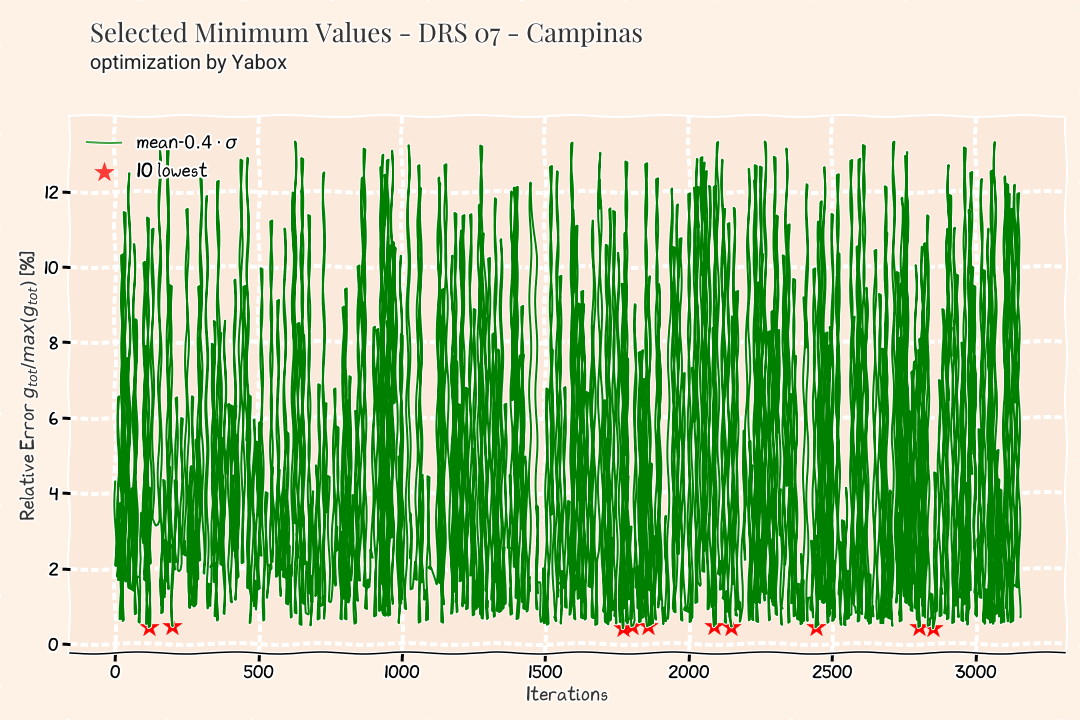 Selected Minimum Values - DRS 07 - Campinas
optimization by Yabox
mean-0.4 · σ
10 lowest
Relative Error g_tot/max(g_tot) [%]
12
10
8
6
4
2
0
0 500 1000 1500 2000 2500 3000
Iterations